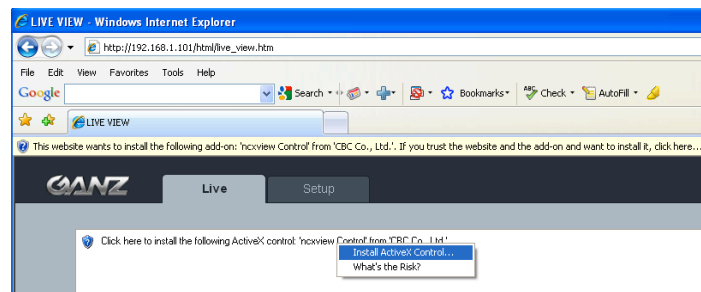 LIVE VIEW - Windows Internet Explorer
http://192.168.1.101/html/live_view.htm
File Edit View Favorites Tools Help
Google Search Bookmarks Check AutoFill
LIVE VIEW
This website wants to install the following add-on: 'ncxview Control' from 'CBC Co., Ltd.'. If you trust the website and the add-on and want to install it, click here...
GANZ Live Setup
Click here to install the following ActiveX control: 'ncxview Control' from 'CBC Co., Ltd.'
Install ActiveX Control...
What's the Risk?